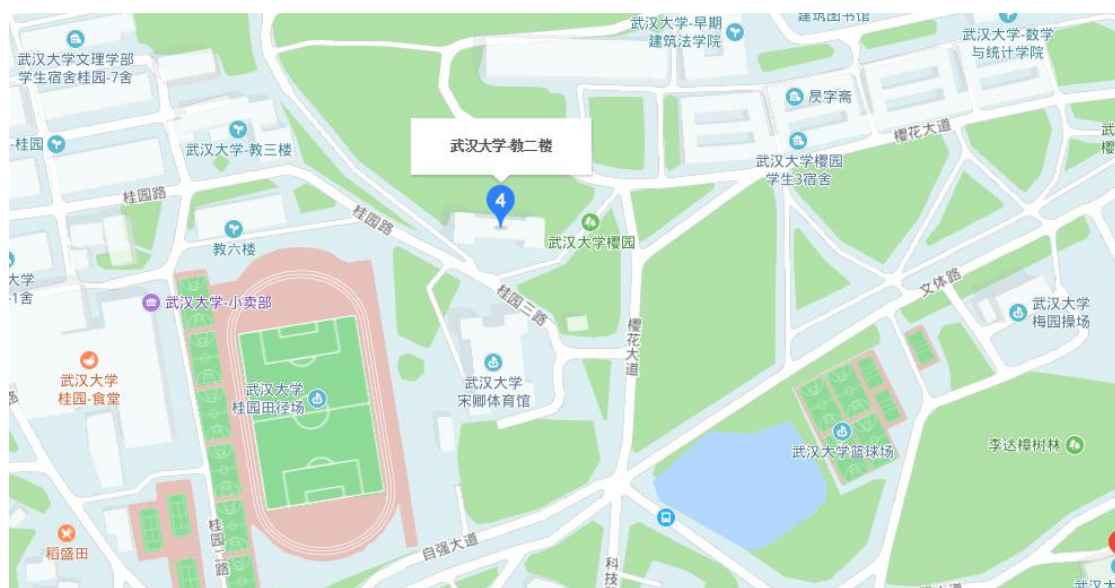 武汉大学-早期
建筑法学院
建筑图书馆
武汉大学-数学
与统计学院
武汉大学文理学部
学生宿舍桂园-7舍
昃字斋
樱花大道
-桂园
武汉大学-教三楼
武汉大学-教二楼
武汉大学樱园
学生3宿舍
桂园路
4
桂园路
教六楼
武汉大学樱园
大学
-1舍
武汉大学-小卖部
桂园三路
文体路
武汉大学
梅园操场
樱花大道
武汉大学
桂园-食堂
武汉大学
桂园田径场
武汉大学
宋卿体育馆
武汉大学篮球场
李达樟树林
稻盛田
桂园二路
自强大道
科技